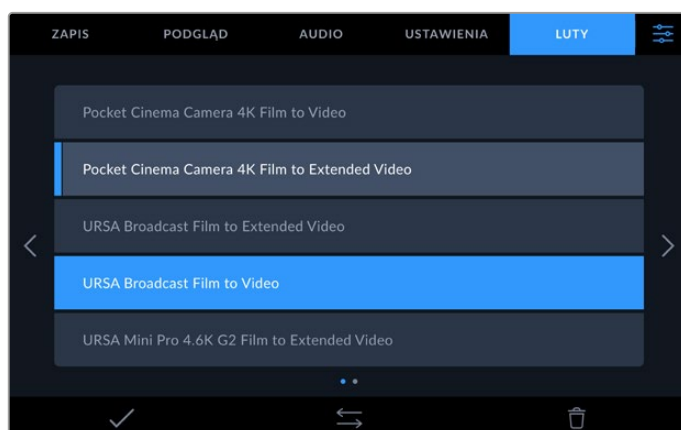 ZAPIS PODGLĄD AUDIO USTAWIENIA LUTY
Pocket Cinema Camera 4K Film to Video
Pocket Cinema Camera 4K Film to Extended Video
URSA Broadcast Film to Extended Video
URSA Broadcast Film to Video
URSA Mini Pro 4.6K G2 Film to Extended Video